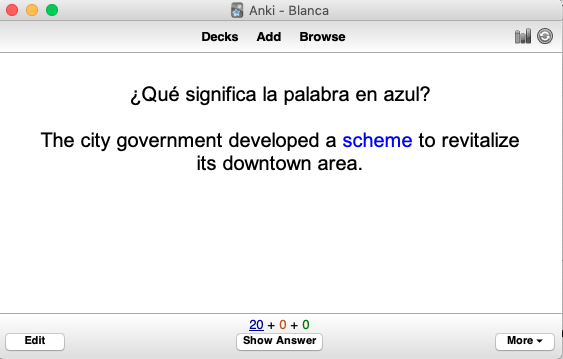 Anki - Blanca
Decks Add Browse
¿Qué significa la palabra en azul?
The city government developed a scheme to revitalize
its downtown area.
20 + 0 + 0
Edit Show Answer More